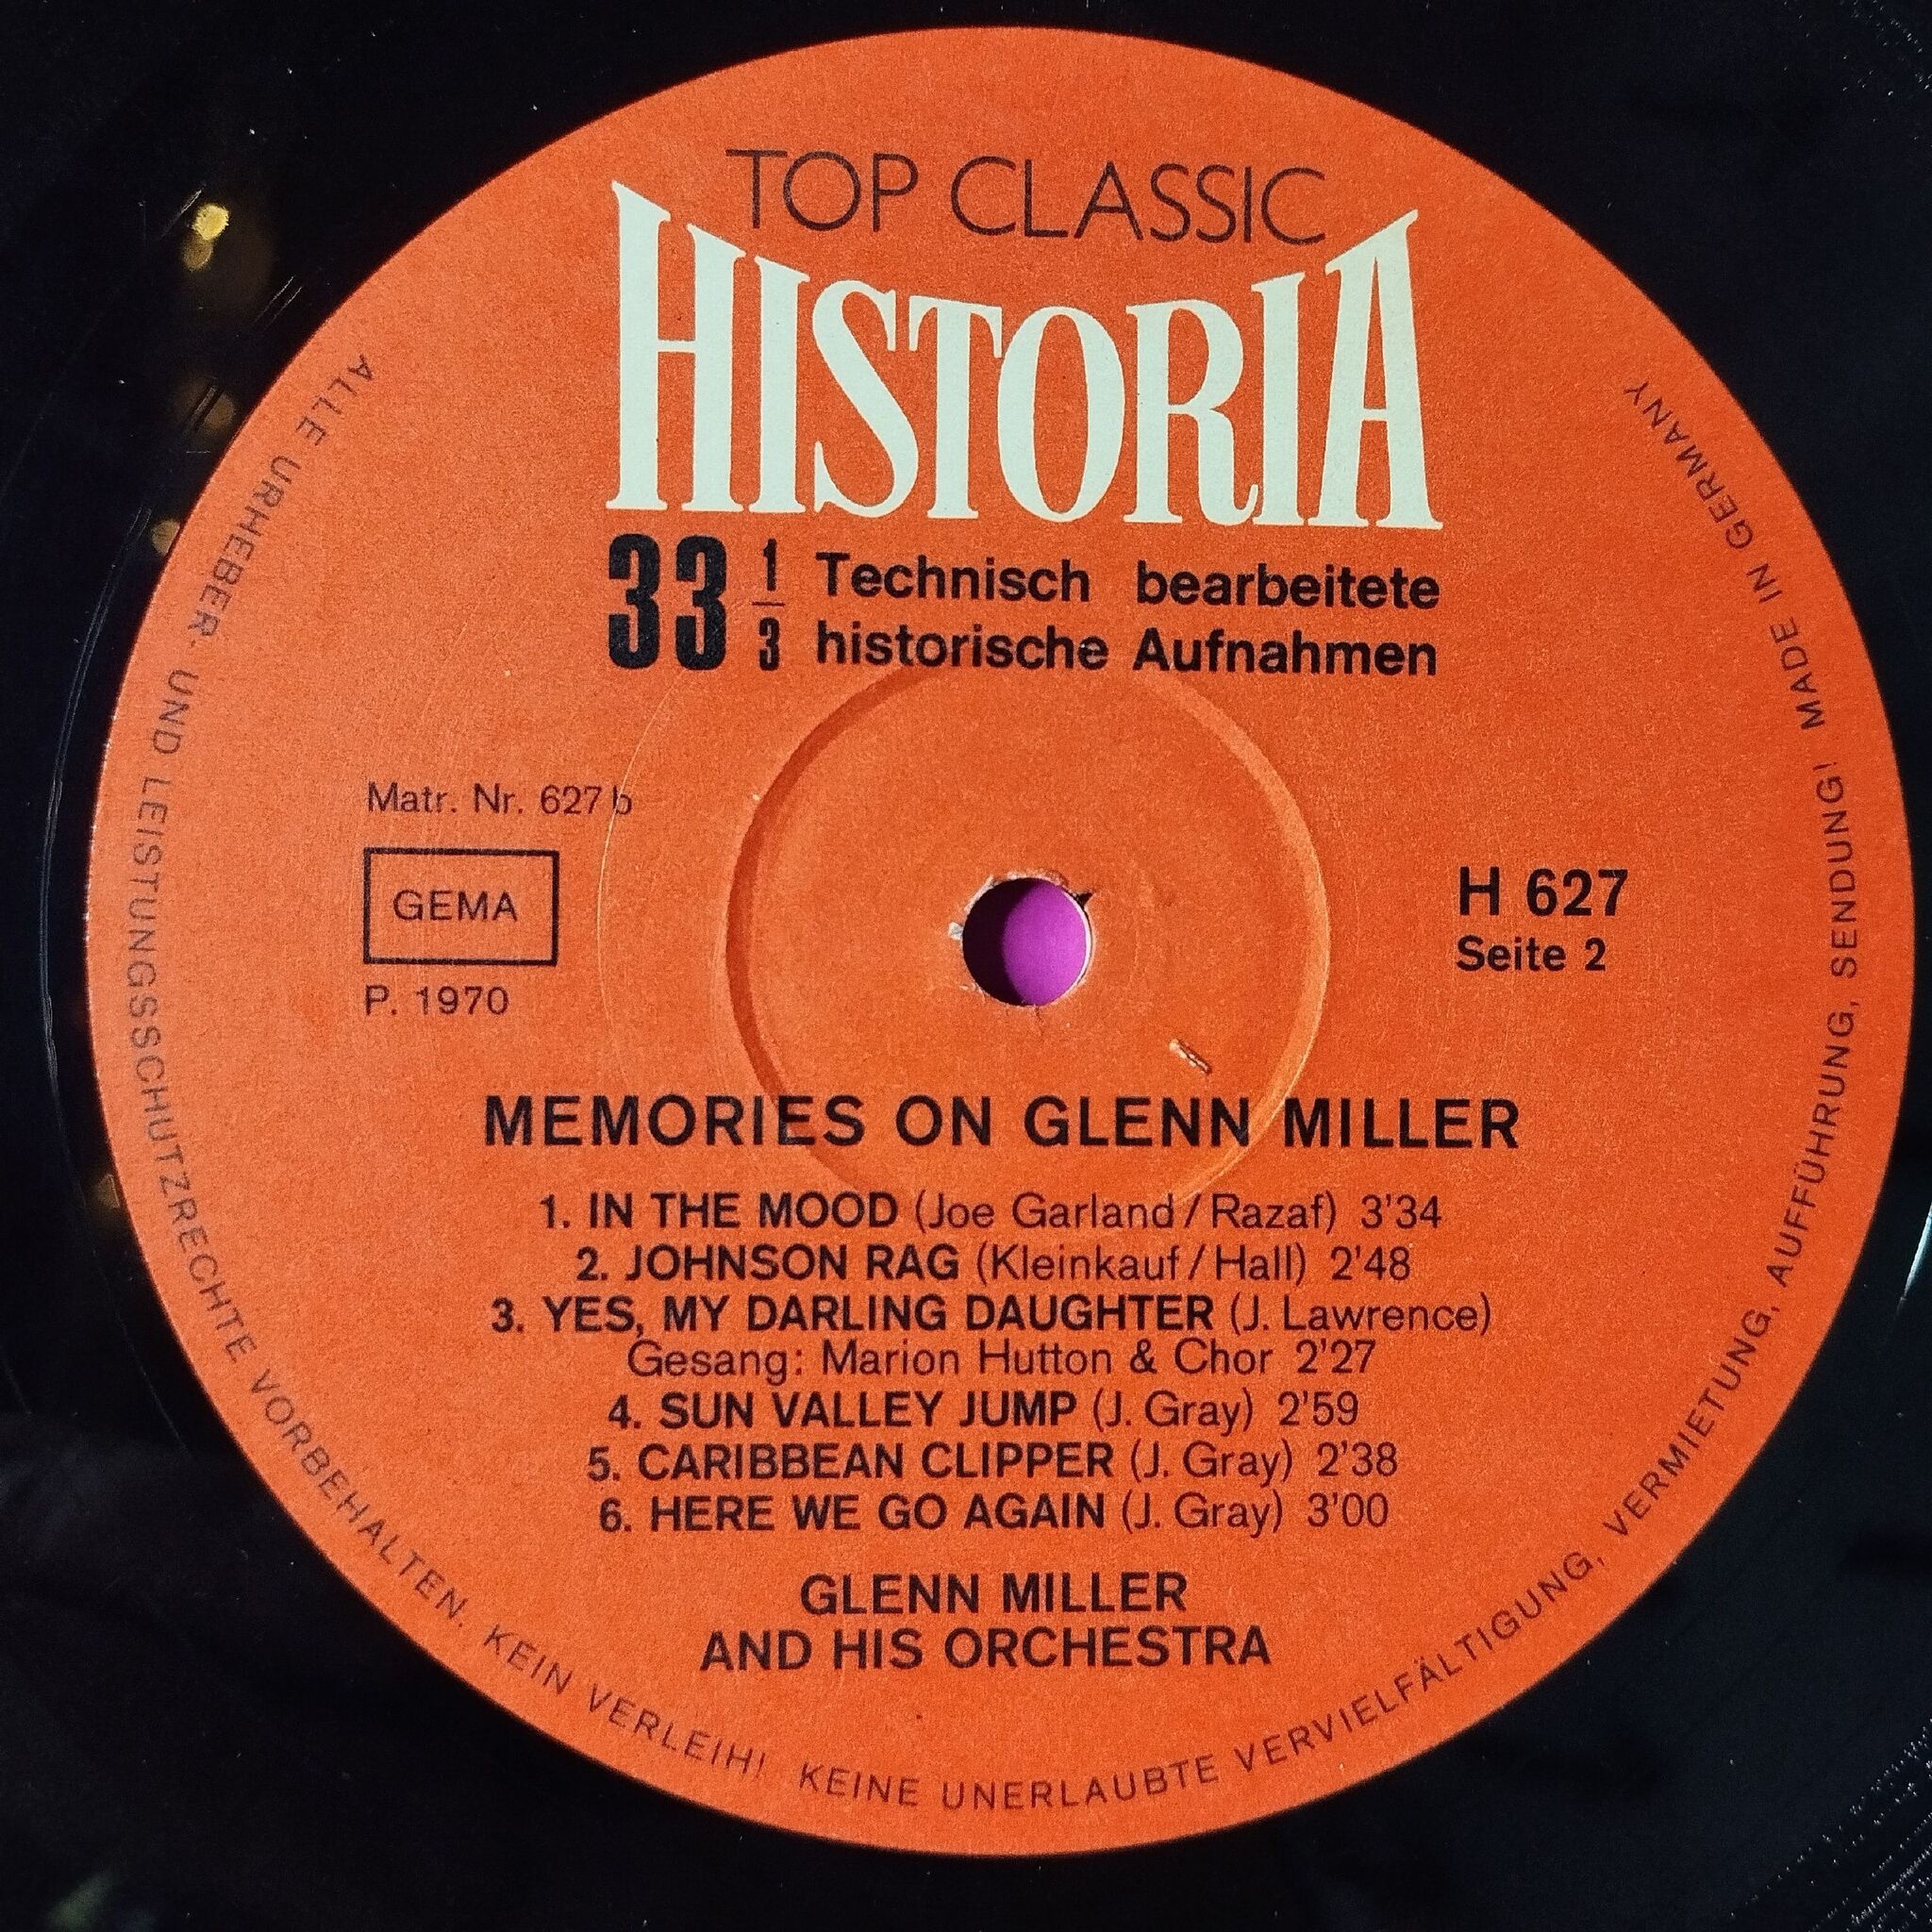 TOP CLASSIC
HISTORIA
33 1/3 Technisch bearbeitete
historische Aufnahmen
Matr. Nr. 627 b
GEMA
P. 1970
H 627
Seite 2
MEMORIES ON GLENN MILLER
1. IN THE MOOD (Joe Garland / Razaf) 3'34
2. JOHNSON RAG (Kleinkauf / Hall) 2'48
3. YES, MY DARLING DAUGHTER (J. Lawrence)
Gesang: Marion Hutton & Chor 2'27
4. SUN VALLEY JUMP (J. Gray) 2'59
5. CARIBBEAN CLIPPER (J. Gray) 2'38
6. HERE WE GO AGAIN (J. Gray) 3'00
GLENN MILLER
AND HIS ORCHESTRA
ALLE URHEBER- UND LEISTUNGSSCHUTZRECHTE VORBEHALTEN. KEIN VERLEIH! KEINE UNERLAUBTE VERVIELFÄLTIGUNG, VERMIETUNG, AUFFÜHRUNG, SENDUNG! MADE IN GERMANY